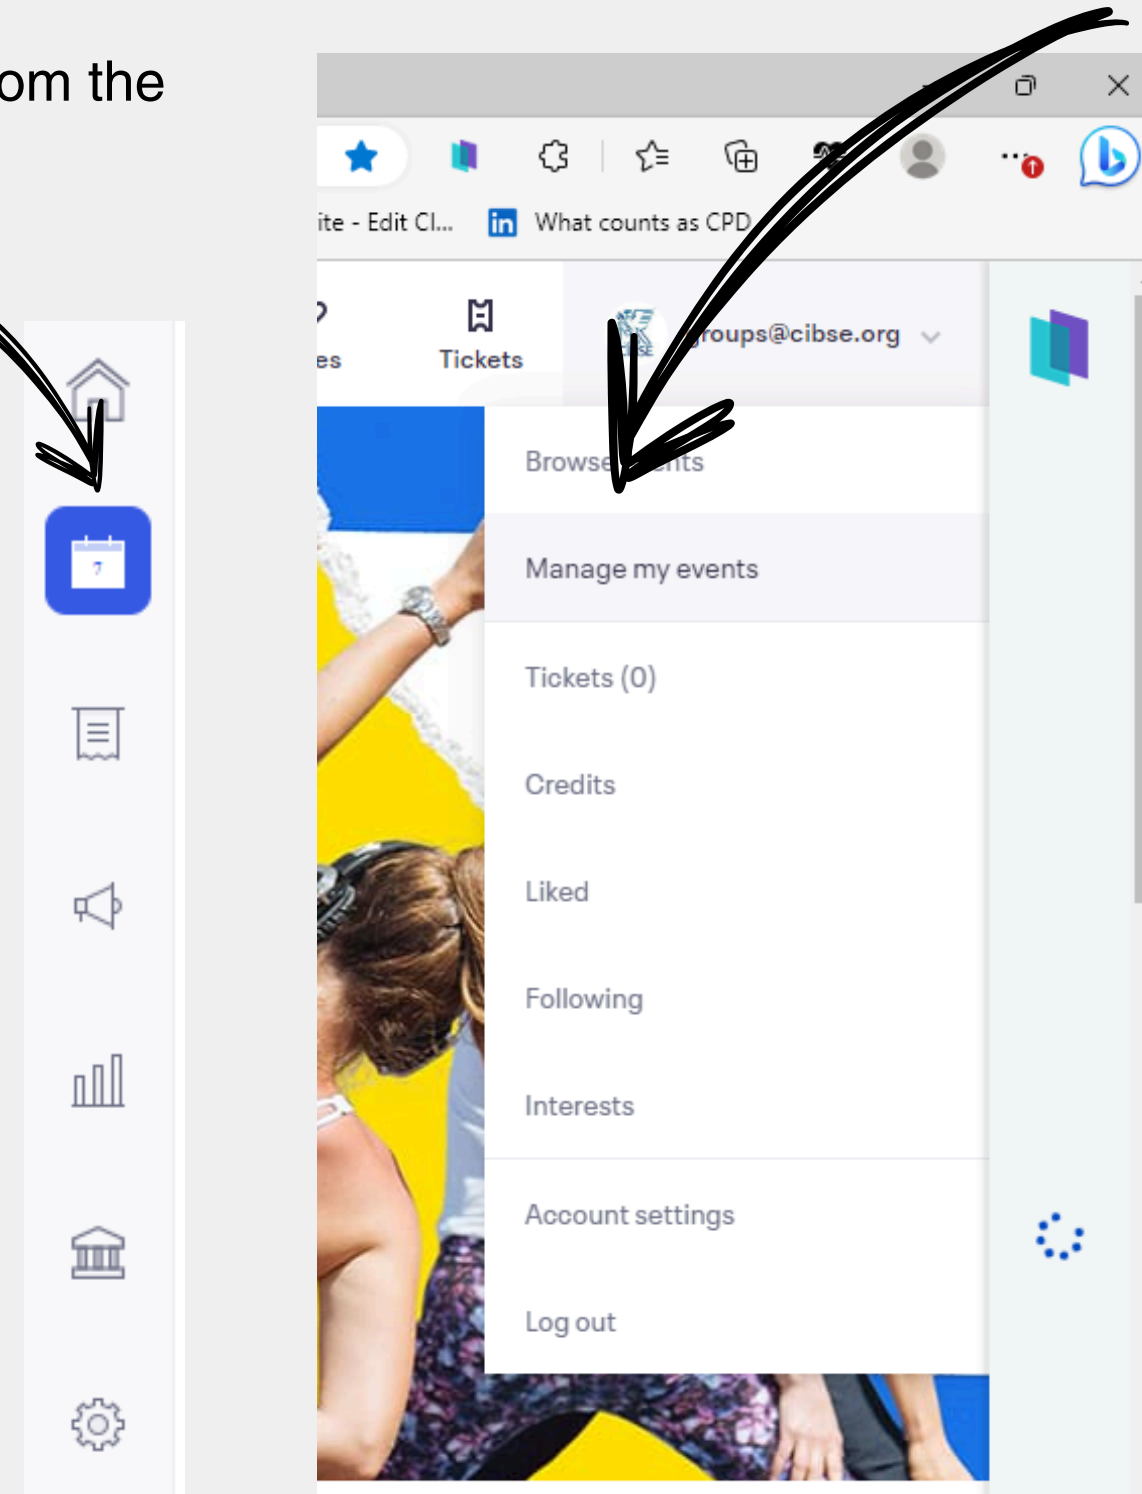 om the
ite - Edit Cl...
What counts as CPD
es
Tickets
roups@cibse.org
Browse
nts
Manage my events
Tickets (0)
Credits
Liked
Following
Interests
Account settings
Log out
7